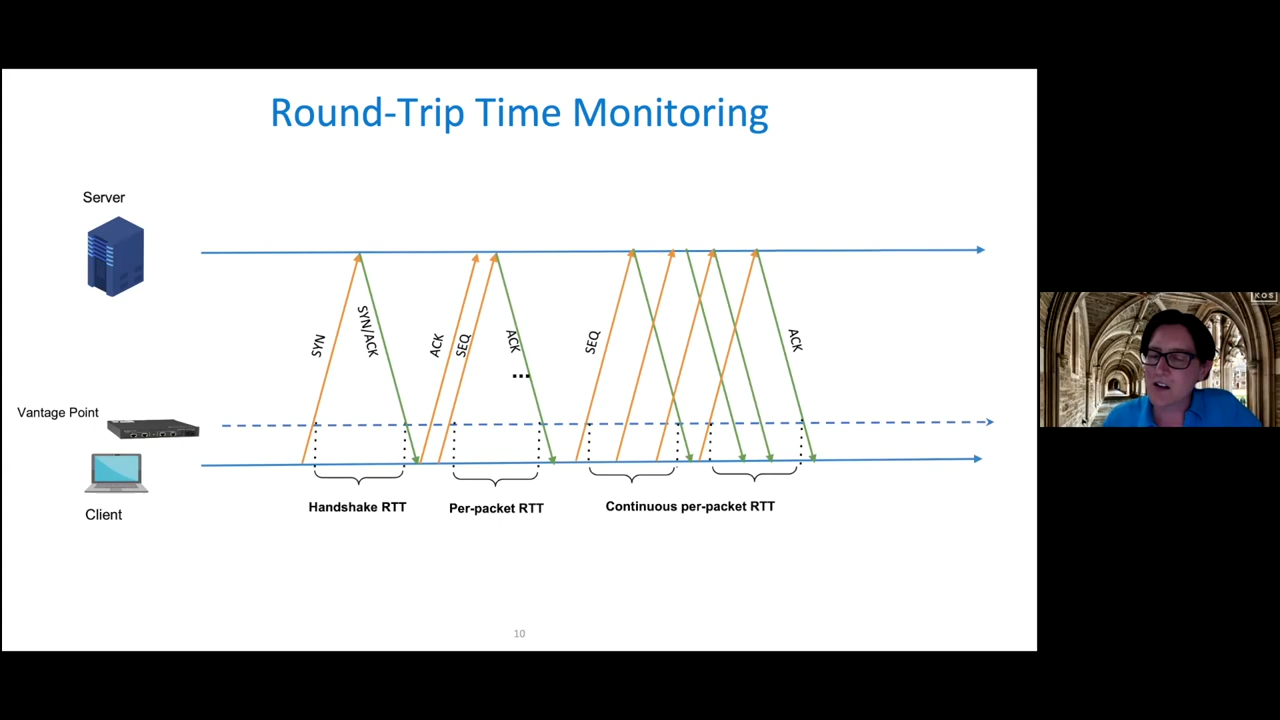 Round-Trip Time Monitoring
Server
SYN
SYN/ACK
ACK
SEQ
ACK
...
SEQ
ACK
Vantage Point
Client
Handshake RTT
Per-packet RTT
Continuous per-packet RTT
10
KOS